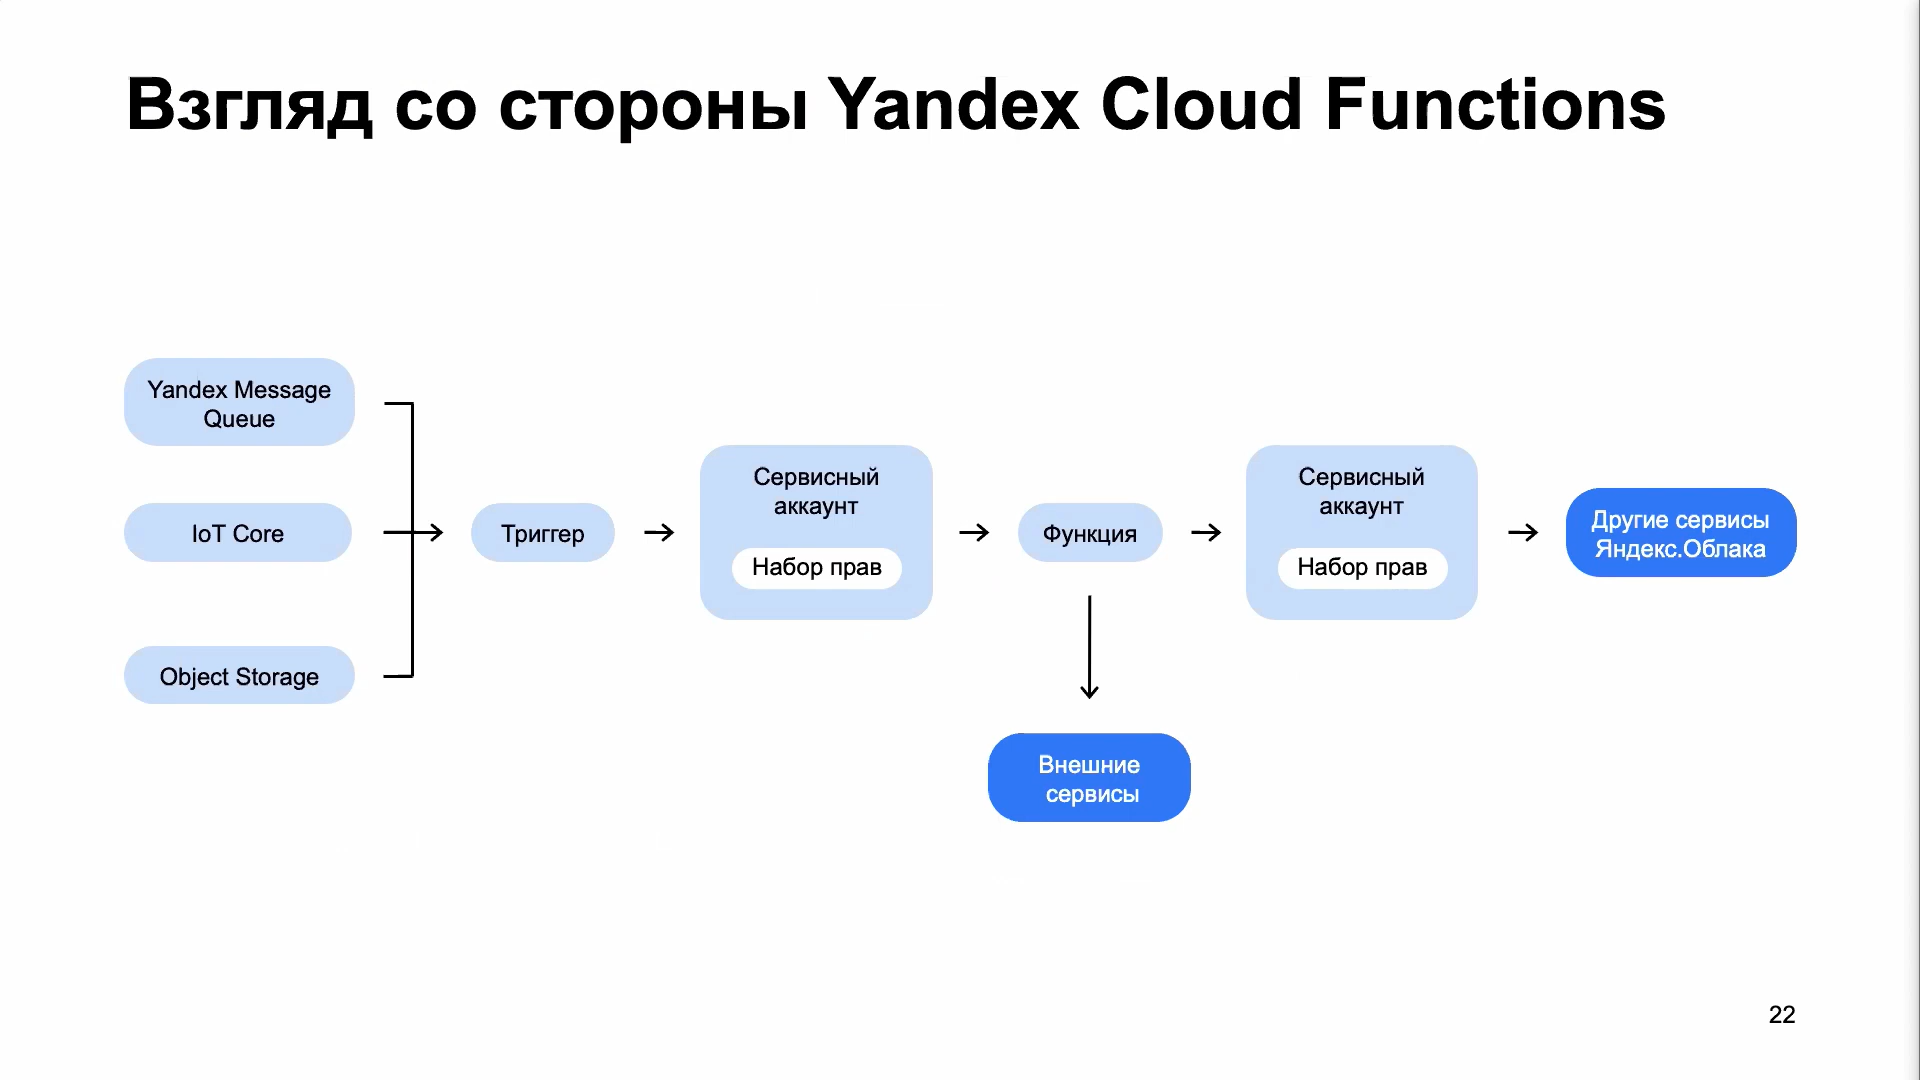 Взгляд со стороны Yandex Cloud Functions
Yandex Message
Queue
IoT Core
Object Storage
Триггер
Сервисный
аккаунт
Набор прав
Функция
Внешние
сервисы
Сервисный
аккаунт
Набор прав
Другие сервисы
Яндекс.Облака
22